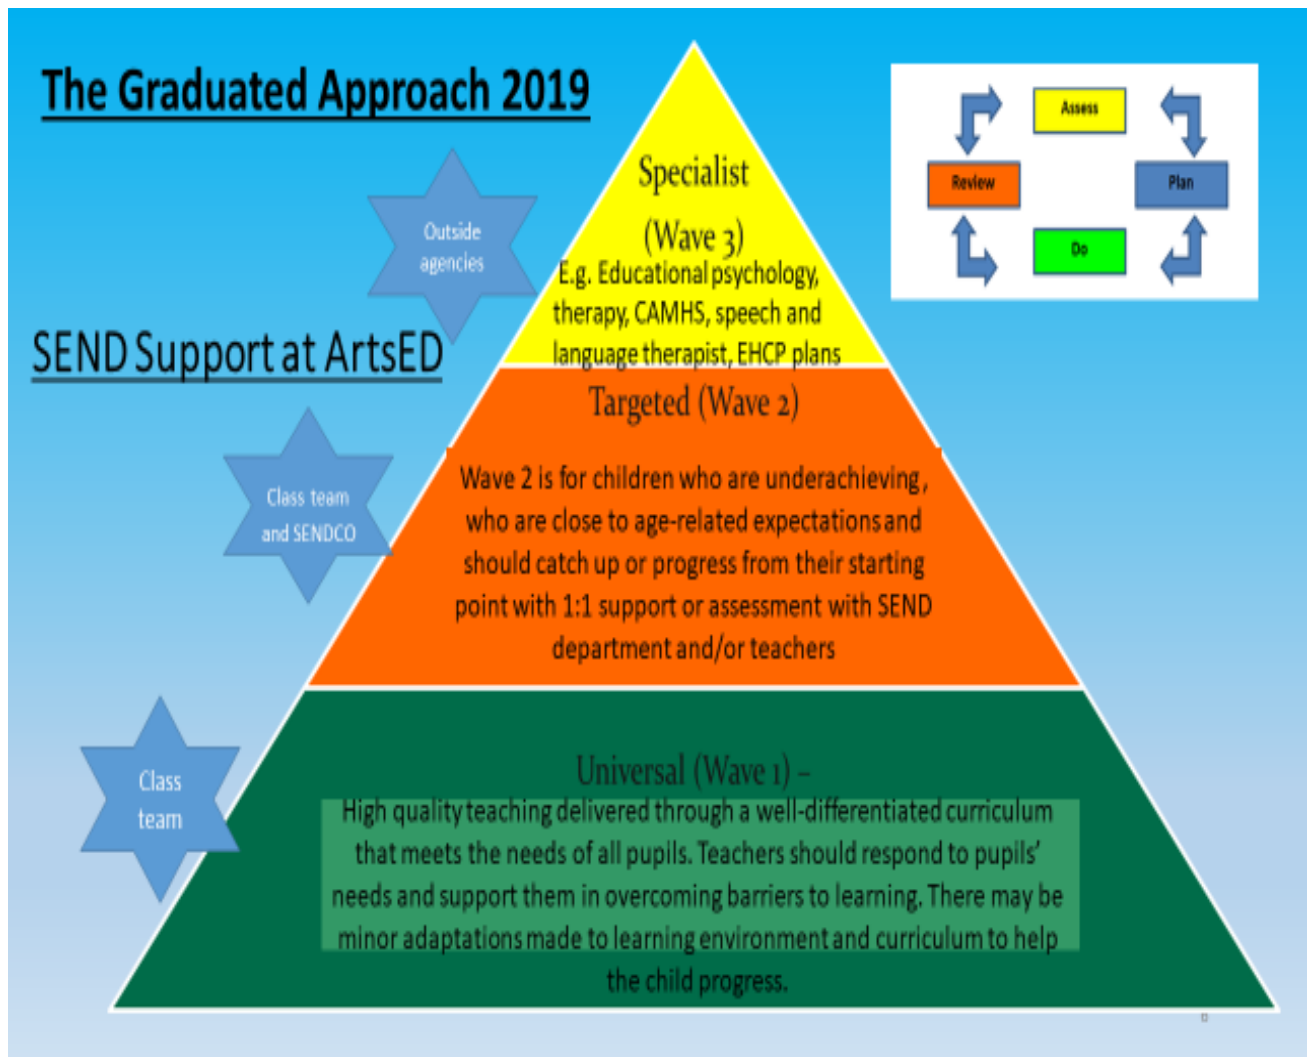 The Graduated Approach 2019
Assess
Review
Plan
Do
Outside
agencies
SEND Support at ArtsED
Specialist
(Wave 3)
E.g. Educational psychology,
therapy, CAMHS, speech and
language therapist, EHCP plans
Targeted (Wave 2)
Class team
and SENDCO
Wave 2 is for children who are underachieving,
who are close to age-related expectations and
should catch up or progress from their starting
point with 1:1 support or assessment with SEND
department and/or teachers
Class
team
Universal (Wave 1) –
High quality teaching delivered through a well-differentiated curriculum
that meets the needs of all pupils. Teachers should respond to pupils’
needs and support them in overcoming barriers to learning. There may be
minor adaptations made to learning environment and curriculum to help
the child progress.